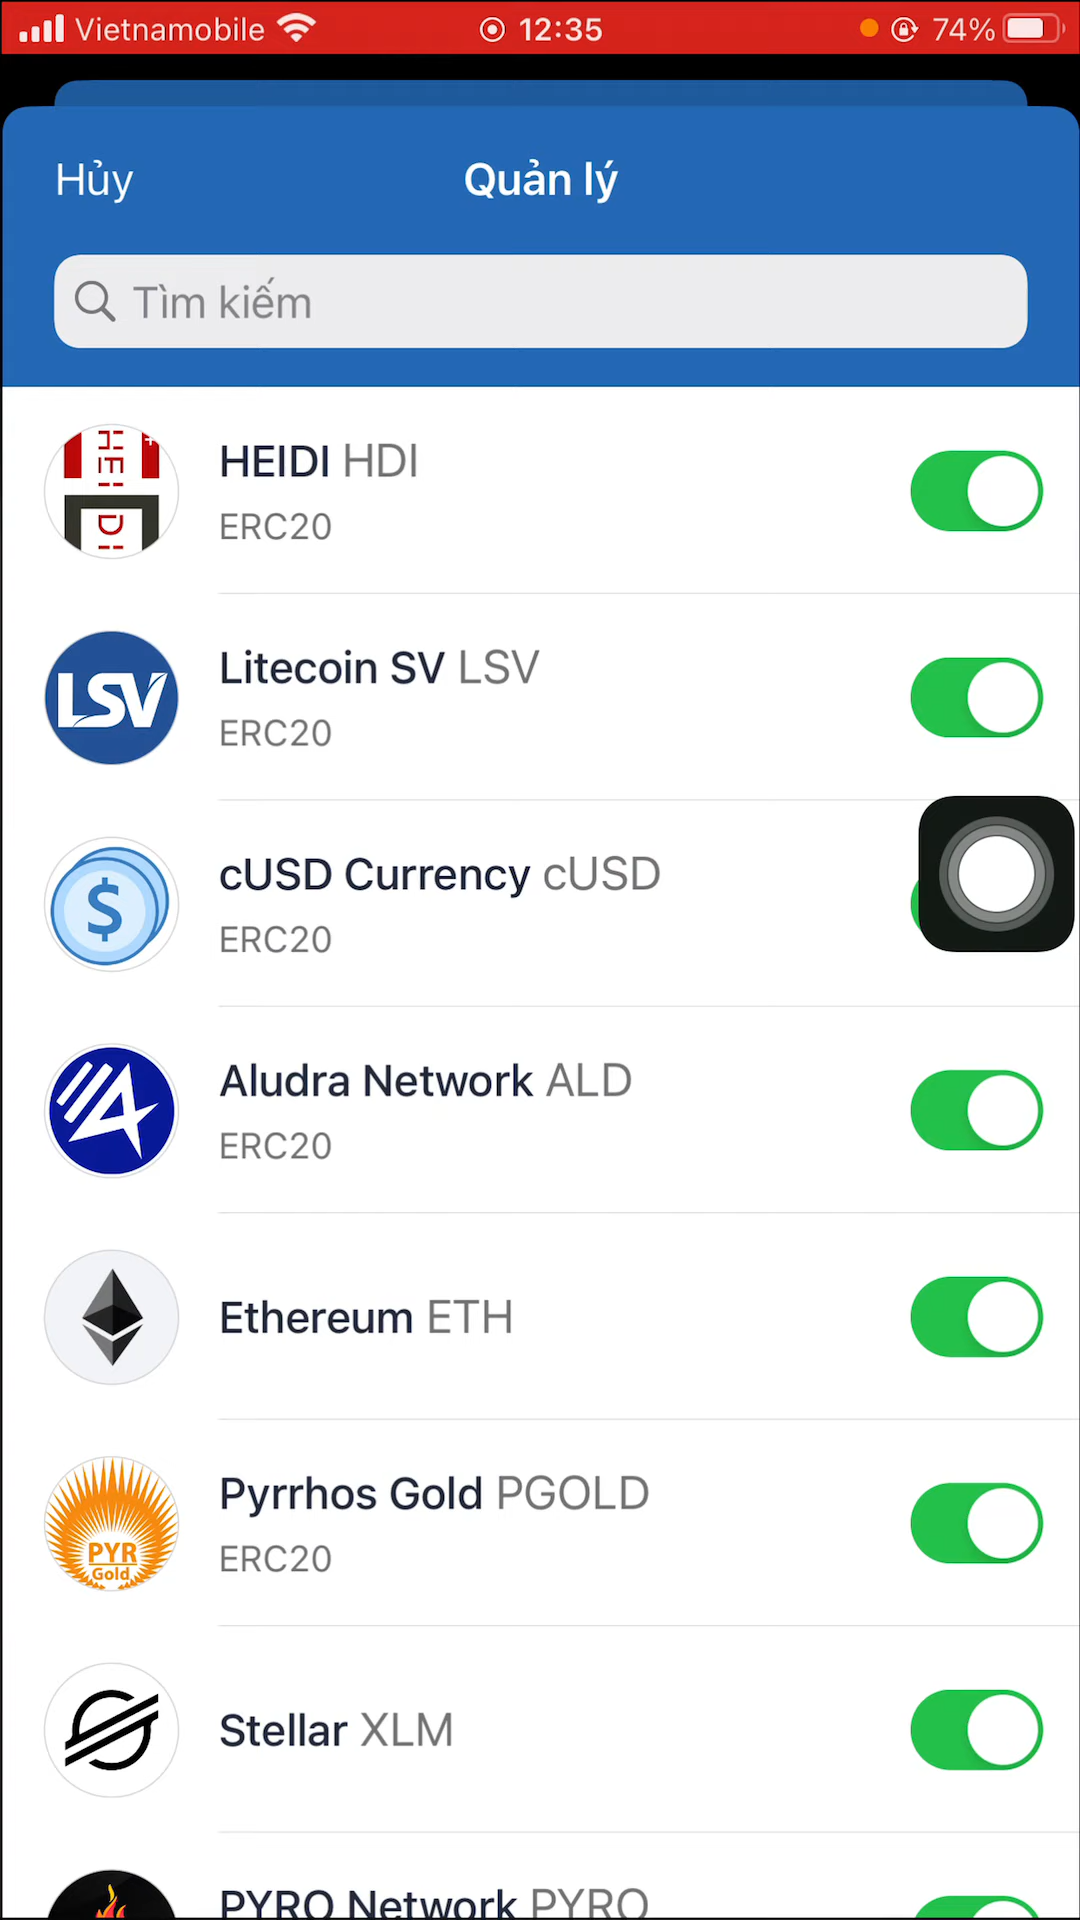 Vietnamobile 12:35 74%
Hủy Quản lý
Tìm kiếm
HEIDI HDI
ERC20
LSV
Litecoin SV LSV
ERC20
$
cUSD Currency cUSD
ERC20
Aludra Network ALD
ERC20
Ethereum ETH
PYR
Gold
Pyrrhos Gold PGOLD
ERC20
Stellar XLM
PYRO Network PYRO